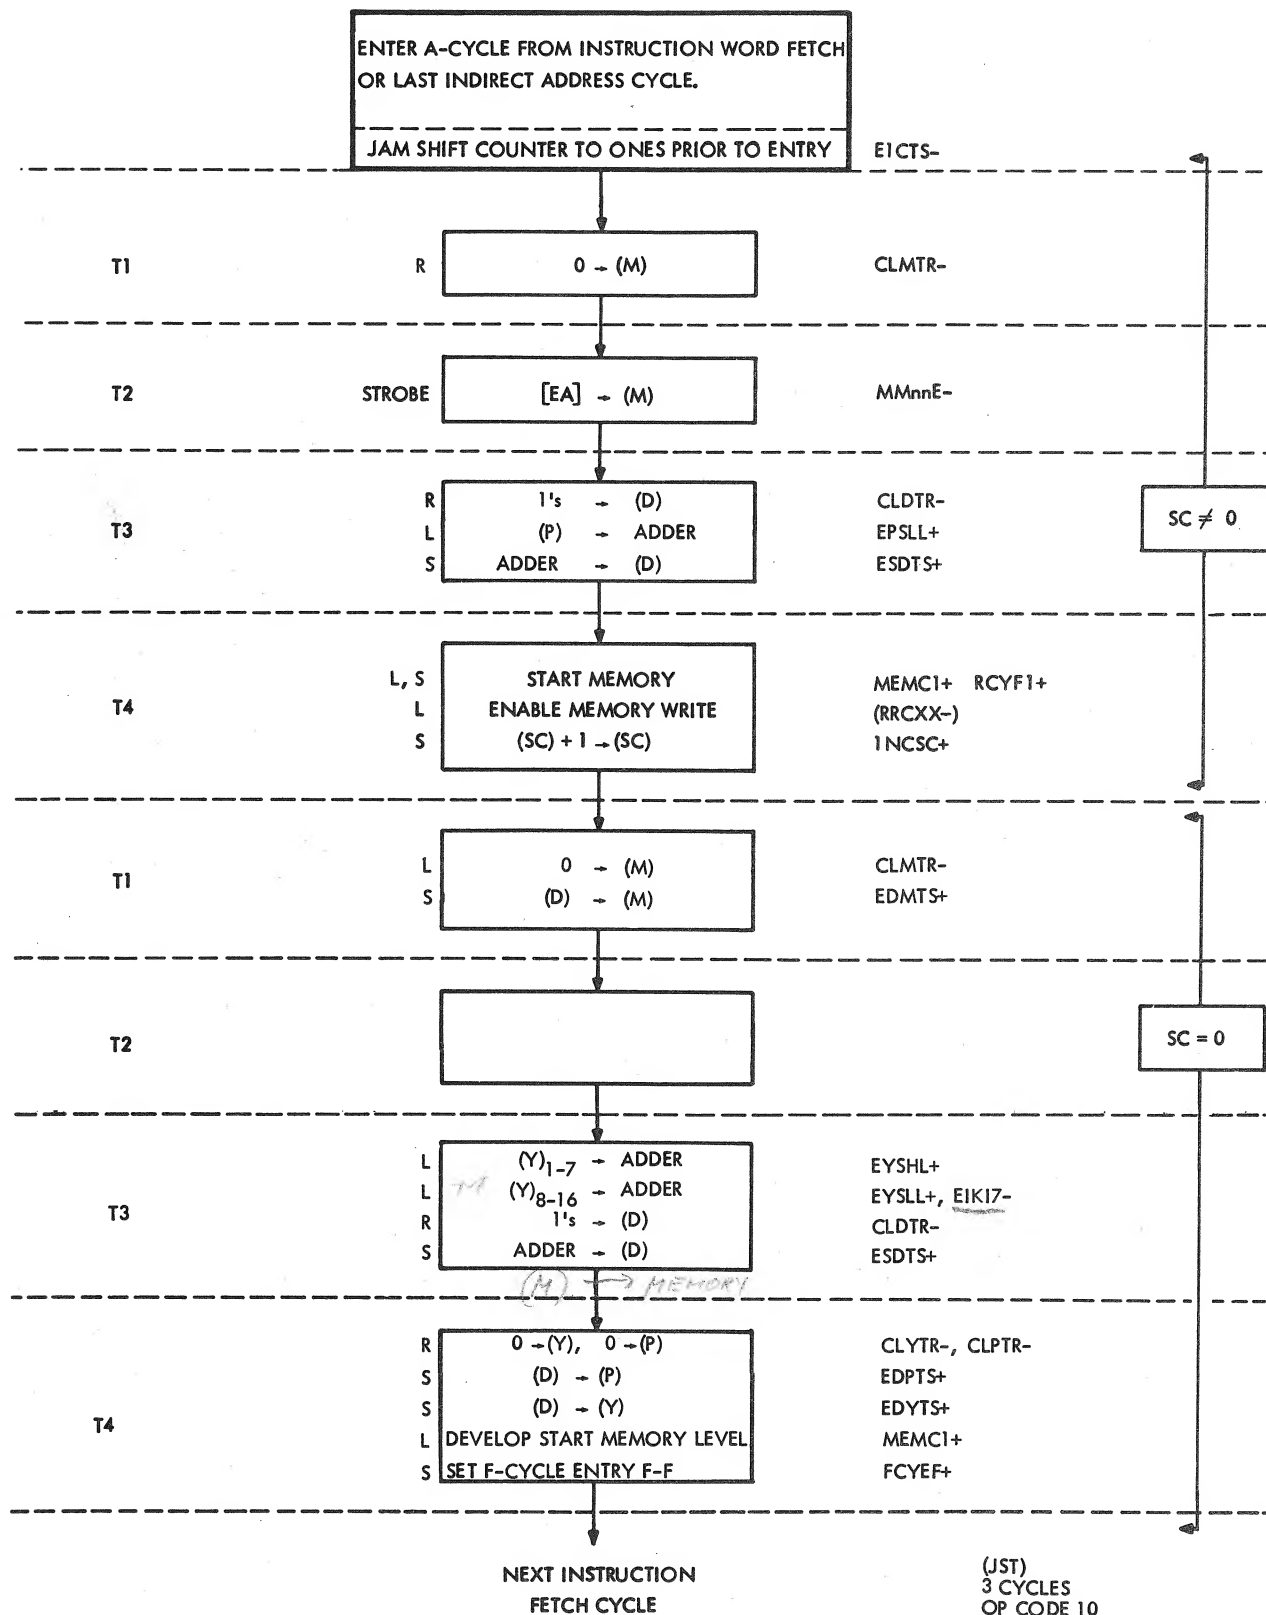 ENTER A-CYCLE FROM INSTRUCTION WORD FETCH
OR LAST INDIRECT ADDRESS CYCLE.
JAM SHIFT COUNTER TO ONES PRIOR TO ENTRY E1CTS-
T1 R 0 → (M) CLMTR-
T2 STROBE [EA] → (M) MMnnE-
R 1's → (D) CLDTR-
T3 L (P) → ADDER EPSLL+
S ADDER → (D) ESDTS+
SC ≠ 0
L, S START MEMORY MEMC1+ RCYF1+
T4 L ENABLE MEMORY WRITE (RRCXX-)
S (SC) + 1 → (SC) 1NCSC+
T1 L 0 → (M) CLMTR-
S (D) → (M) EDMTS+
T2
SC = 0
L (Y)1-7 → ADDER EYSHL+
L M (Y)8-16 → ADDER EYSLL+, E1K17-
T3 R 1's → (D) CLDTR-
S ADDER → (D) ESDTS+
(M) → MEMORY
R 0 → (Y), 0 → (P) CLYTR-, CLPTR-
S (D) → (P) EDPTS+
S (D) → (Y) EDYTS+
T4 L DEVELOP START MEMORY LEVEL MEMC1+
S SET F-CYCLE ENTRY F-F FCYEF+
NEXT INSTRUCTION
FETCH CYCLE
(JST)
3 CYCLES
OP CODE 10